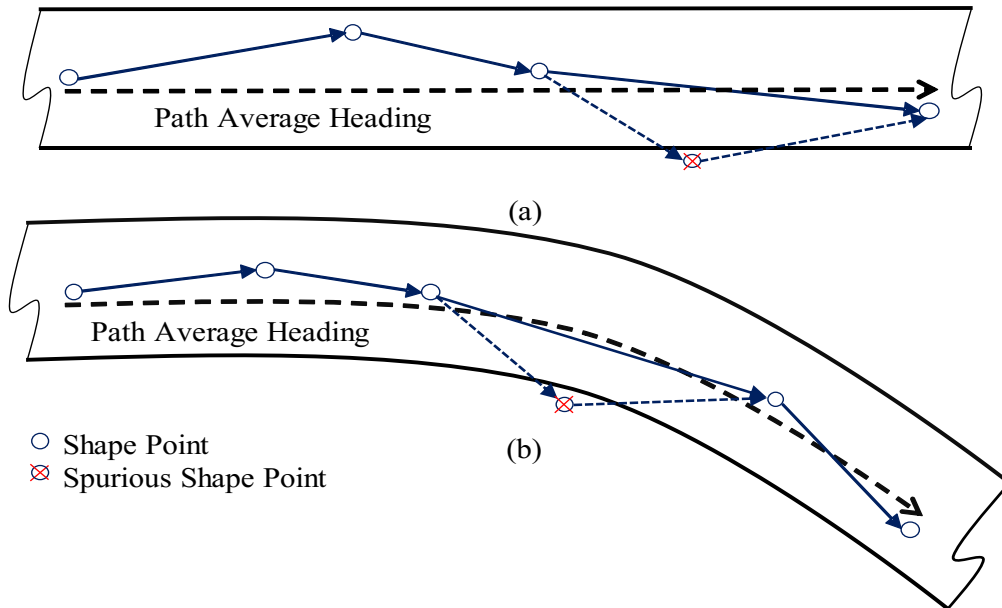 Path Average Heading
(a)
Path Average Heading
(b)
Shape Point
Spurious Shape Point